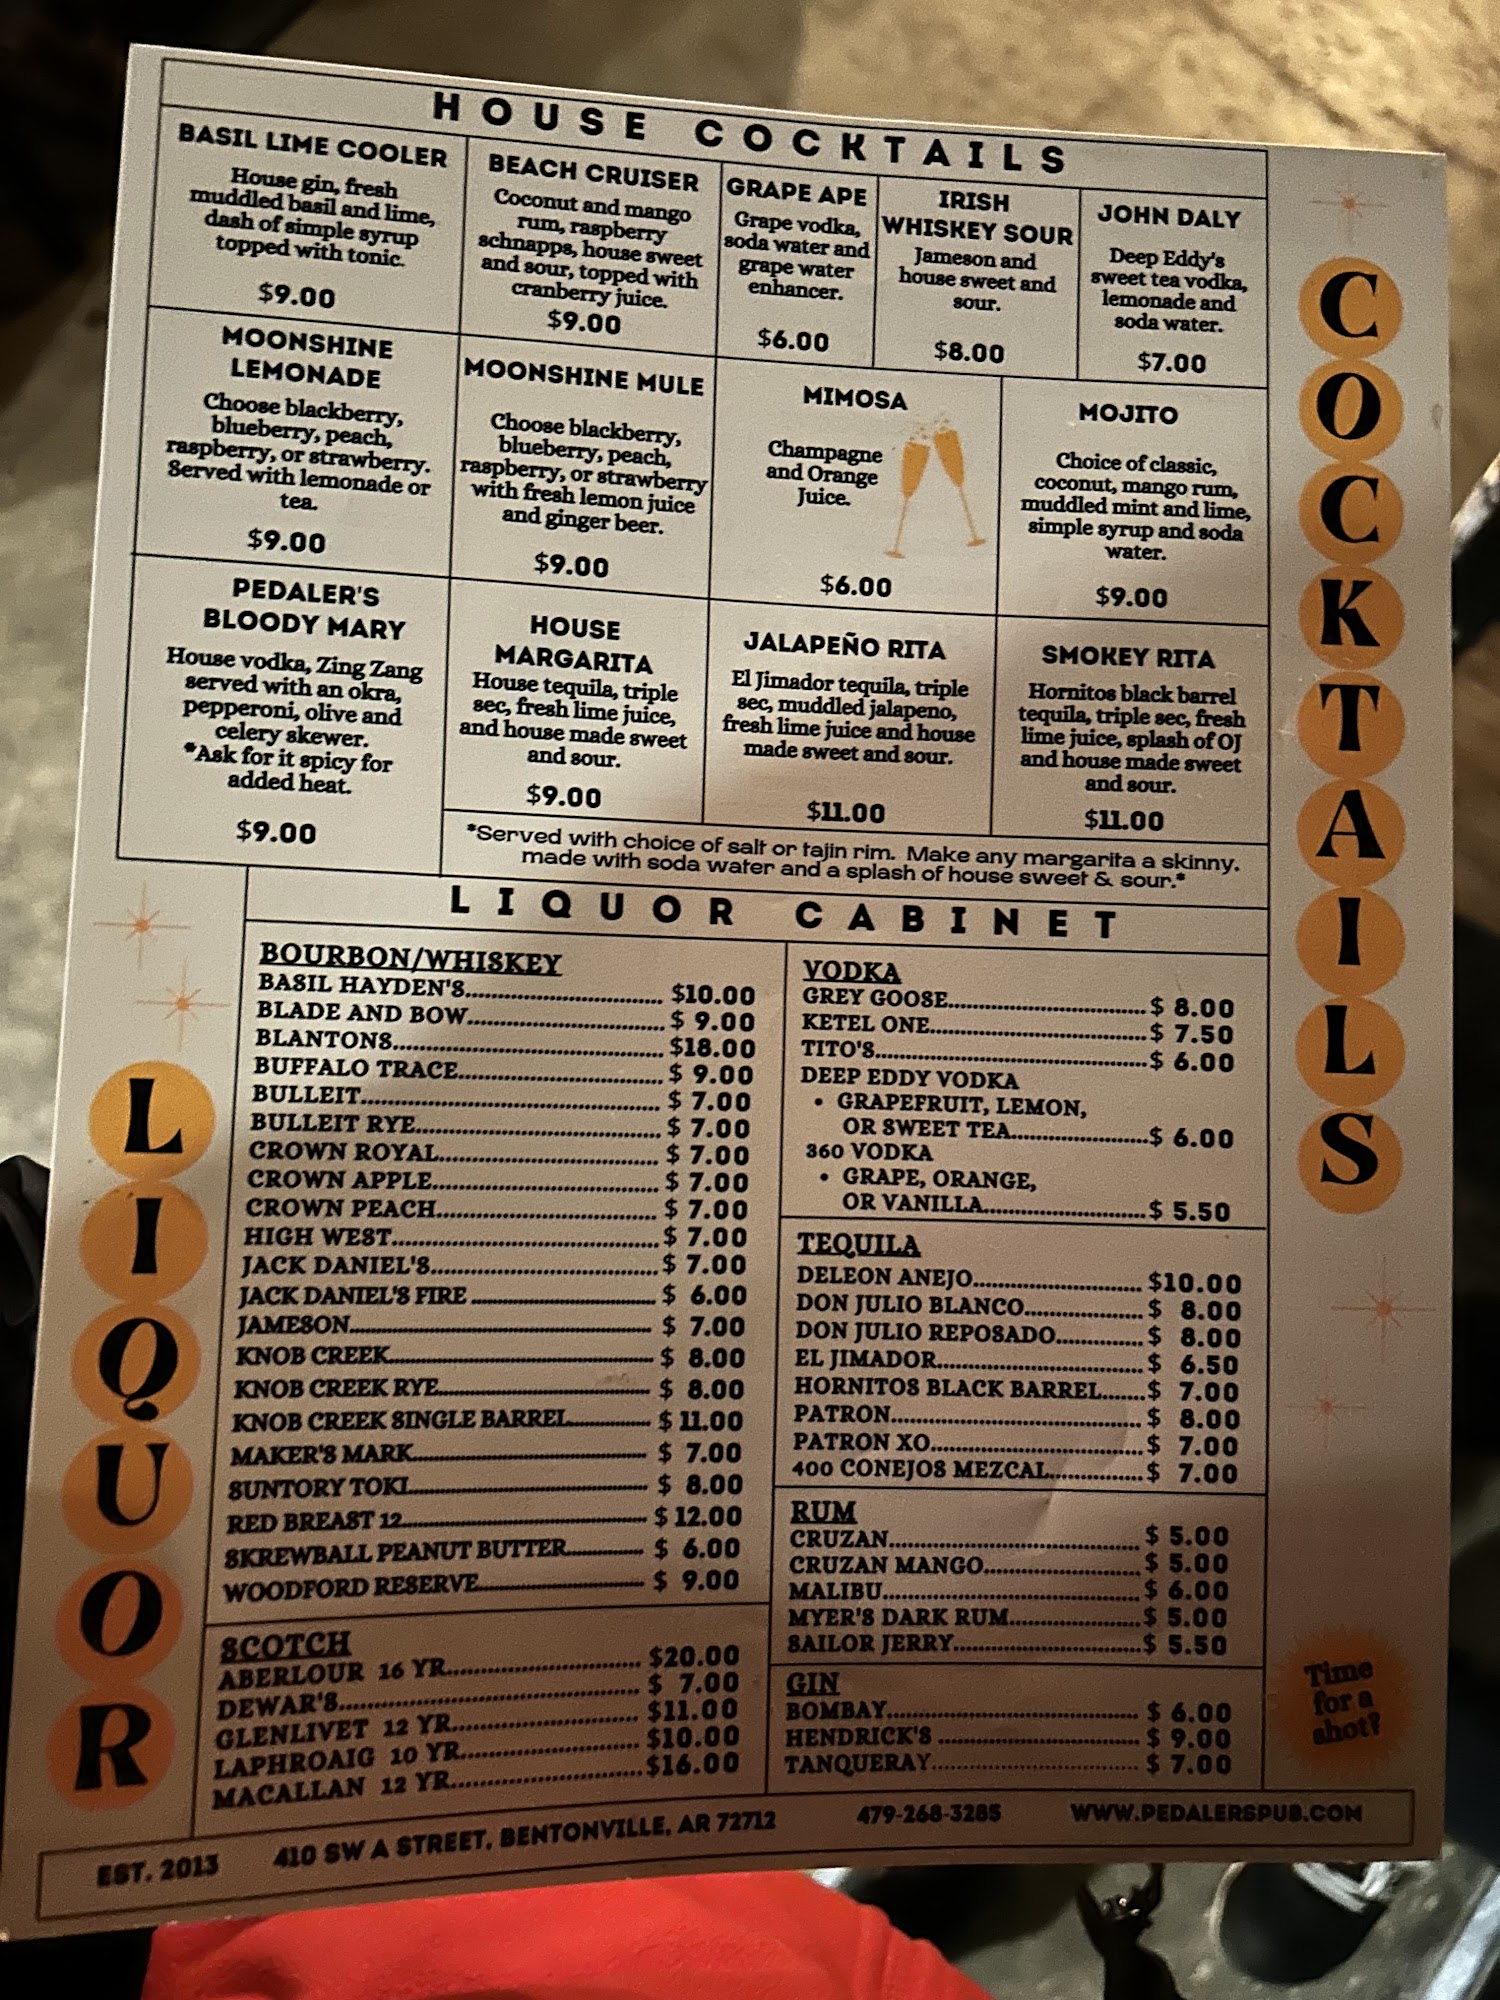 HOUSE COCKTAILS
BASIL LIME COOLER
House gin, fresh
muddled basil and lime,
dash of simple syrup
topped with tonic.
$9.00
BEACH CRUISER
Coconut and mango
rum, raspberry
schnapps, house sweet
and sour, topped with
cranberry juice.
$9.00
GRAPE APE
Grape vodka,
soda water and
grape water
enhancer.
$6.00
IRISH
WHISKEY SOUR
Jameson and
house sweet and
sour.
$8.00
JOHN DALY
Deep Eddy's
sweet tea vodka,
lemonade and
soda water.
$7.00
MOONSHINE
LEMONADE
Choose blackberry,
blueberry, peach,
raspberry, or strawberry.
Served with lemonade or
tea.
$9.00
MOONSHINE MULE
Choose blackberry,
blueberry, peach,
raspberry, or strawberry
with fresh lemon juice
and ginger beer.
$9.00
MIMOSA
Champagne
and Orange
Juice.
$6.00
MOJITO
Choice of classic,
coconut, mango rum,
muddled mint and lime,
simple syrup and soda
water.
$9.00
PEDALER'S
BLOODY MARY
House vodka, Zing Zang
served with an okra,
pepperoni, olive and
celery skewer.
*Ask for it spicy for
added heat.
$9.00
HOUSE
MARGARITA
House tequila, triple
sec, fresh lime juice,
and house made sweet
and sour.
$9.00
JALAPEÑO RITA
El Jimador tequila, triple
sec, muddled jalapeno,
fresh lime juice and house
made sweet and sour.
$11.00
SMOKEY RITA
Hornitos black barrel
tequila, triple sec, fresh
lime juice, splash of OJ
and house made sweet
and sour.
$11.00
*Served with choice of salt or tajin rim. Make any margarita a skinny.
made with soda water and a splash of house sweet & sour.*
COCKTAILS
LIQUOR CABINET
LIQUOR
BOURBON/WHISKEY
BASIL HAYDEN'S $10.00
BLADE AND BOW $ 9.00
BLANTONS $18.00
BUFFALO TRACE $ 9.00
BULLEIT $ 7.00
BULLEIT RYE $ 7.00
CROWN ROYAL $ 7.00
CROWN APPLE $ 7.00
CROWN PEACH $ 7.00
HIGH WEST $ 7.00
JACK DANIEL'S $ 7.00
JACK DANIEL'S FIRE $ 6.00
JAMESON $ 7.00
KNOB CREEK $ 8.00
KNOB CREEK RYE $ 8.00
KNOB CREEK SINGLE BARREL $ 11.00
MAKER'S MARK $ 7.00
SUNTORY TOKI $ 8.00
RED BREAST 12 $ 12.00
SKREWBALL PEANUT BUTTER $ 6.00
WOODFORD RESERVE $ 9.00
SCOTCH
ABERLOUR 16 YR $20.00
DEWAR'S $ 7.00
GLENLIVET 12 YR $11.00
LAPHROAIG 10 YR $10.00
MACALLAN 12 YR $16.00
VODKA
GREY GOOSE $ 8.00
KETEL ONE $ 7.50
TITO'S $ 6.00
DEEP EDDY VODKA
• GRAPEFRUIT, LEMON,
OR SWEET TEA $ 6.00
360 VODKA
• GRAPE, ORANGE,
OR VANILLA $ 5.50
TEQUILA
DELEON ANEJO $10.00
DON JULIO BLANCO $ 8.00
DON JULIO REPOSADO $ 8.00
EL JIMADOR $ 6.50
HORNITOS BLACK BARREL $ 7.00
PATRON $ 8.00
PATRON XO $ 7.00
400 CONEJOS MEZCAL $ 7.00
RUM
CRUZAN $ 5.00
CRUZAN MANGO $ 5.00
MALIBU $ 6.00
MYER'S DARK RUM $ 5.00
SAILOR JERRY $ 5.50
GIN
BOMBAY $ 6.00
HENDRICK'S $ 9.00
TANQUERAY $ 7.00
Time
for a
shot?
EST. 2013 410 SW A STREET, BENTONVILLE, AR 72712 479-268-3285 WWW.PEDALERSPUB.COM